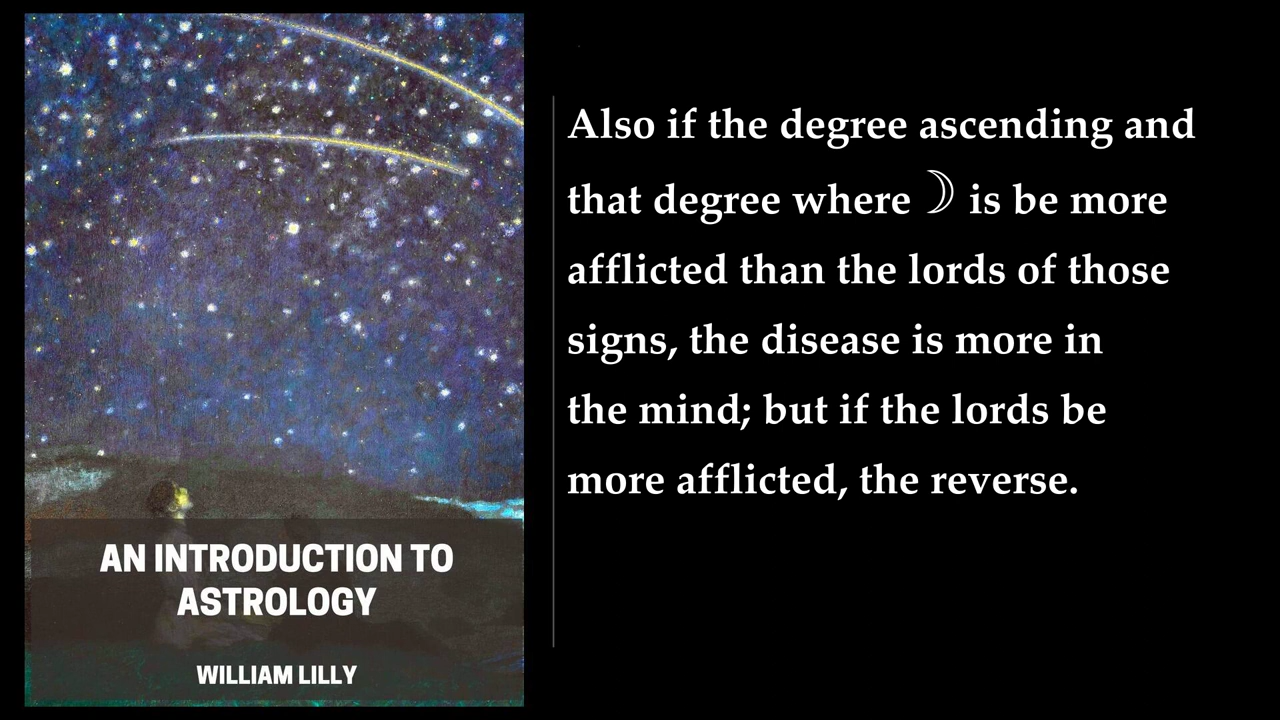 AN INTRODUCTION TO
ASTROLOGY
WILLIAM LILLY
Also if the degree ascending and
that degree where ☽ is be more
afflicted than the lords of those
signs, the disease is more in
the mind; but if the lords be
more afflicted, the reverse.